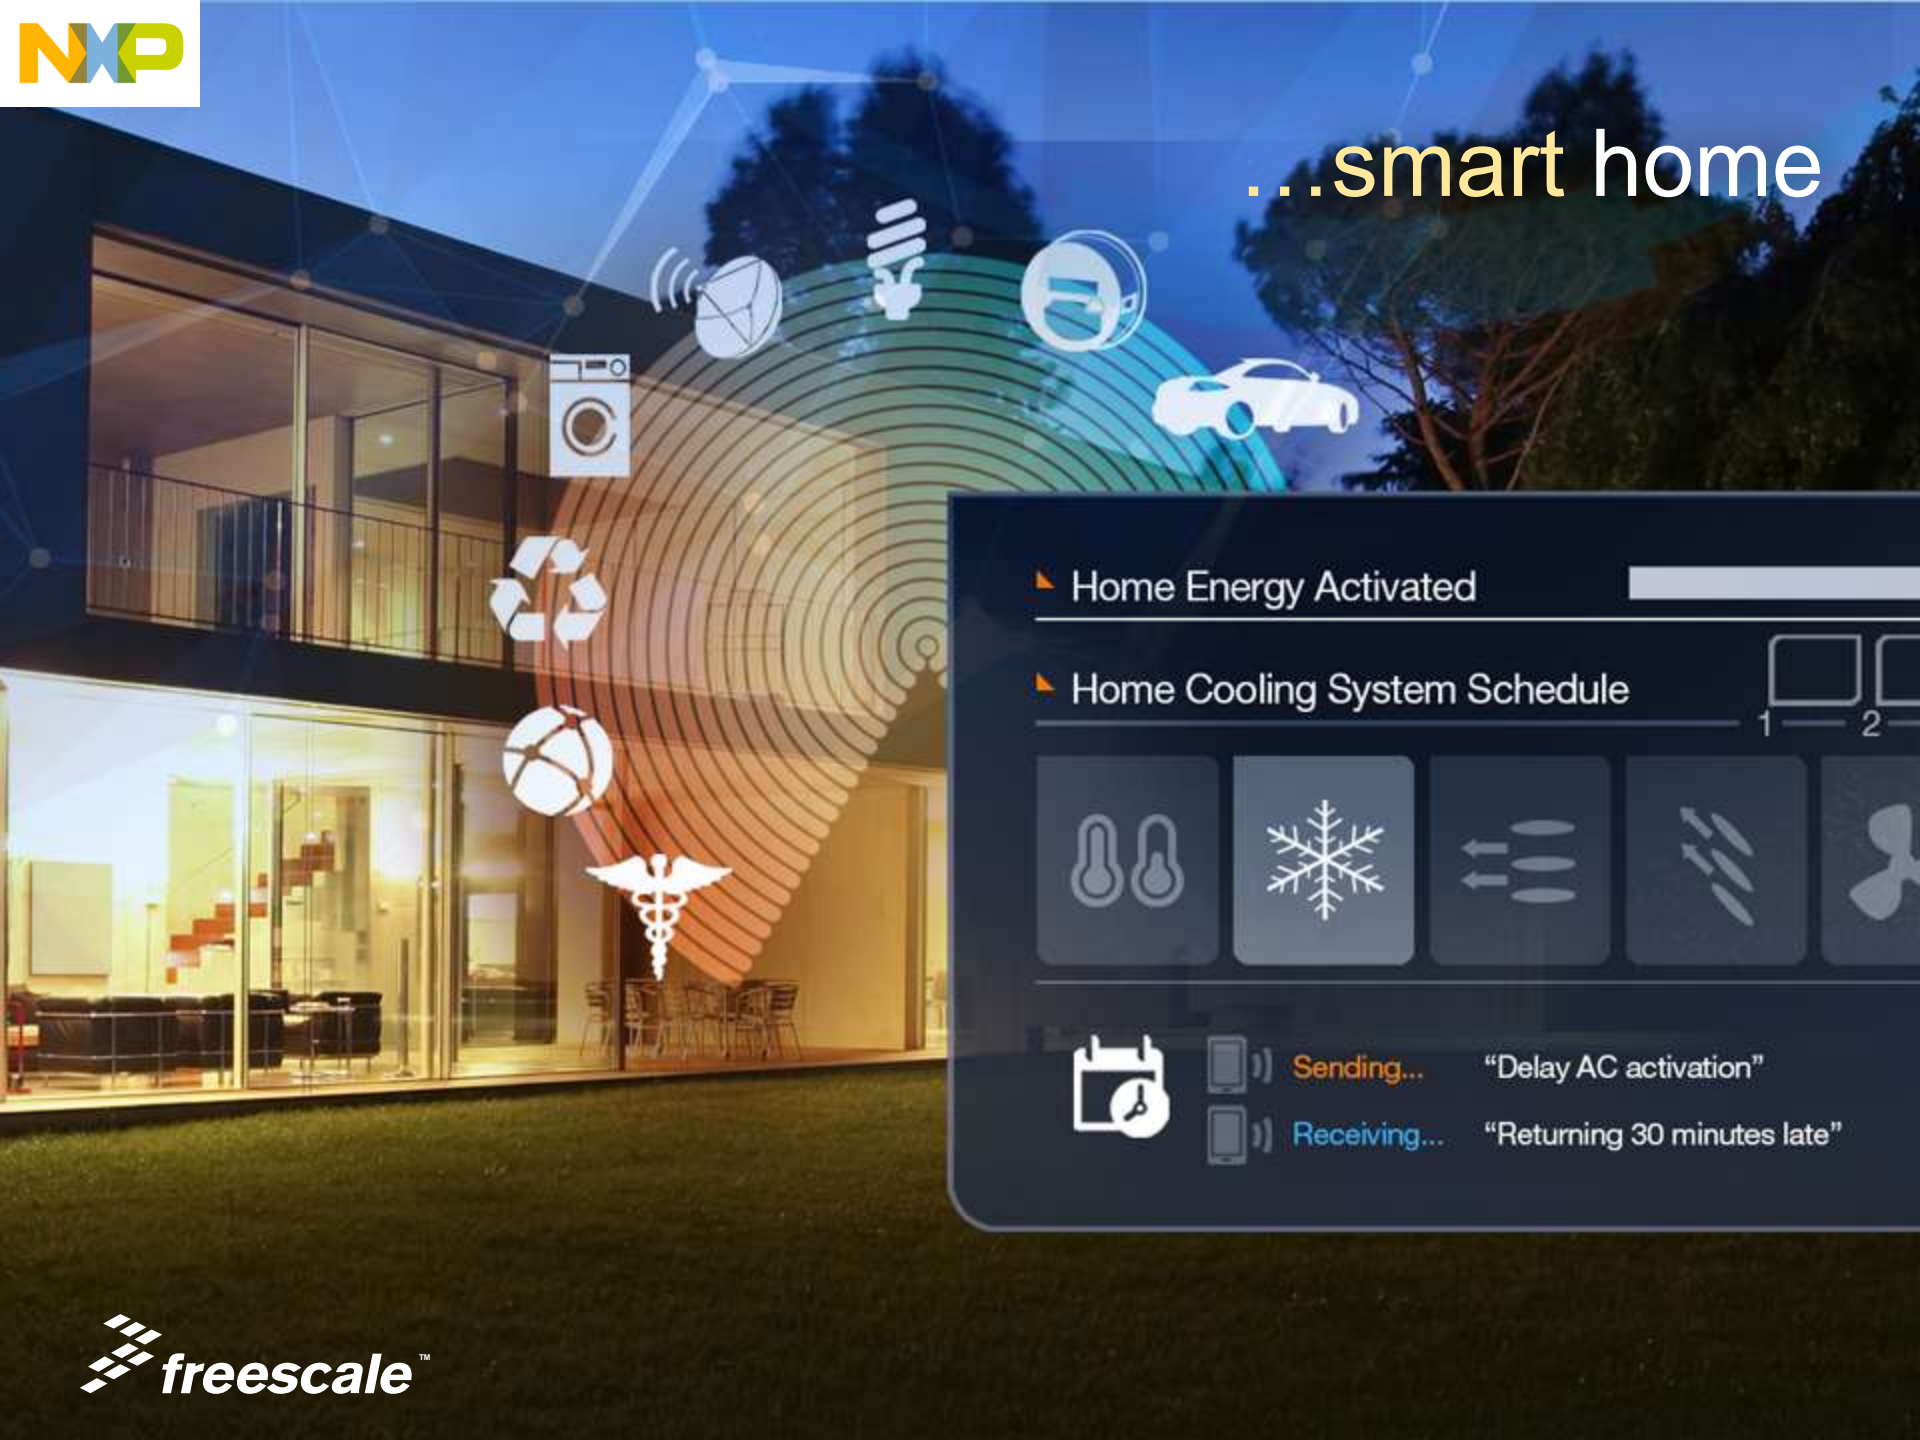 NXP
...smart home
Home Energy Activated
Home Cooling System Schedule
1 2
Sending... “Delay AC activation”
Receiving... “Returning 30 minutes late”
freescale™